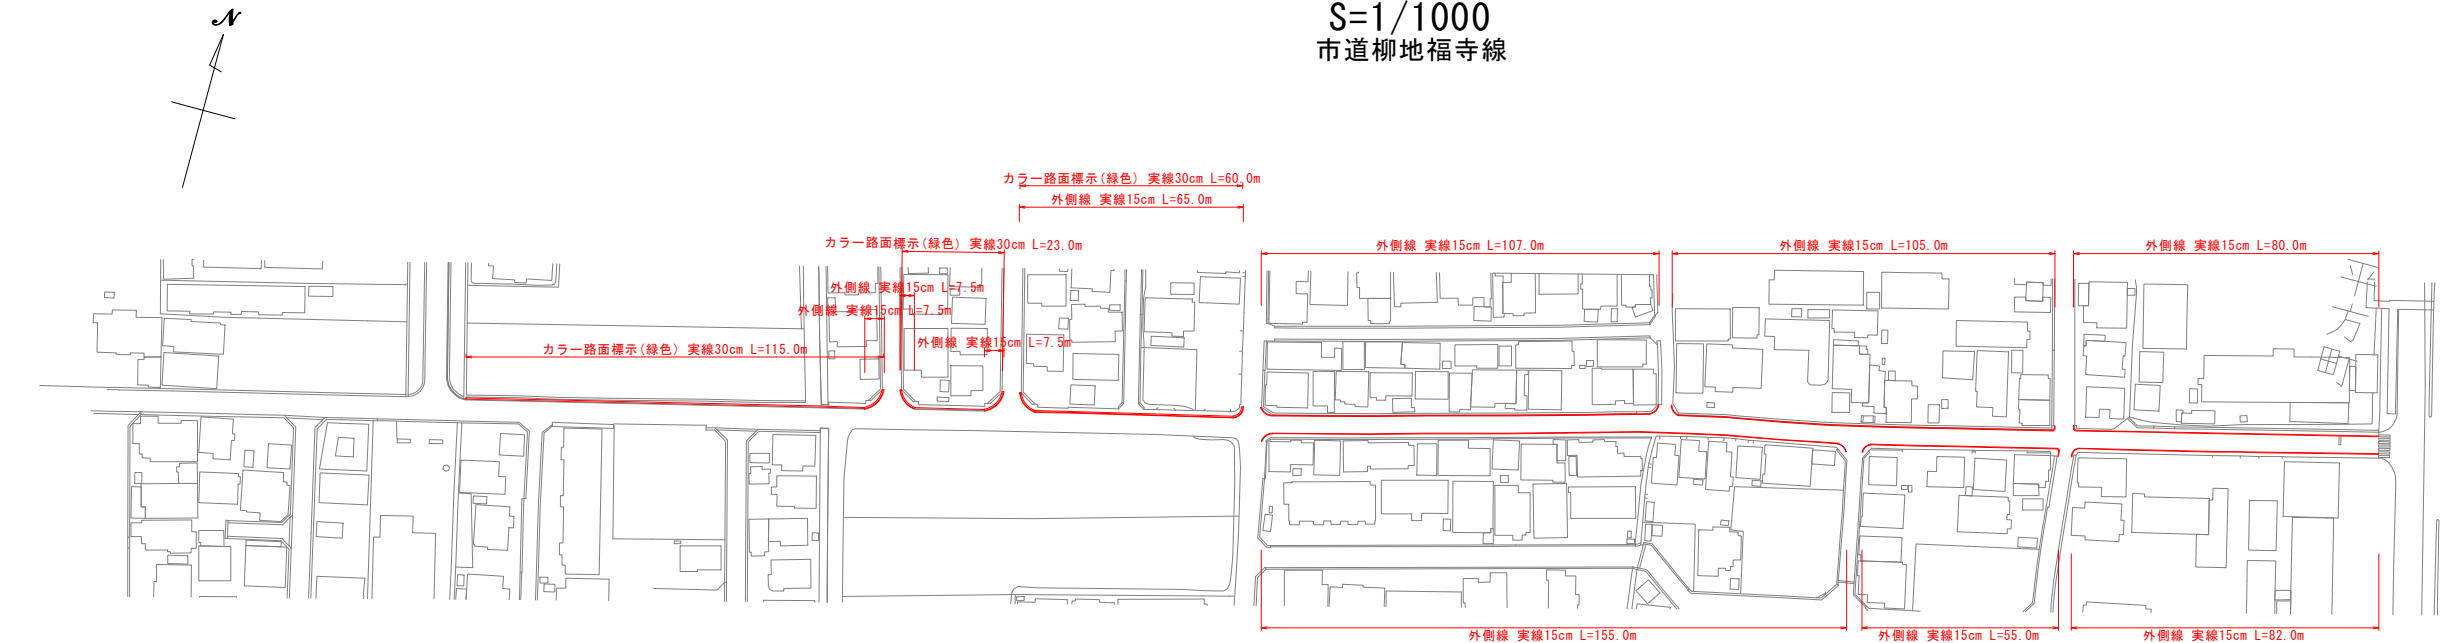 N
S=1/1000
市道柳地福寺線
カラー路面標示(緑色) 実線30cm L=60.0m
外側線 実線15cm L=65.0m
カラー路面標示(緑色) 実線30cm L=23.0m
外側線 実線15cm L=107.0m
外側線 実線15cm L=105.0m
外側線 実線15cm L=80.0m
外側線 実線15cm L=7.5m
外側線 実線15cm L=7.5m
外側線 実線15cm L=7.5m
カラー路面標示(緑色) 実線30cm L=115.0m
外側線 実線15cm L=155.0m
外側線 実線15cm L=55.0m
外側線 実線15cm L=82.0m